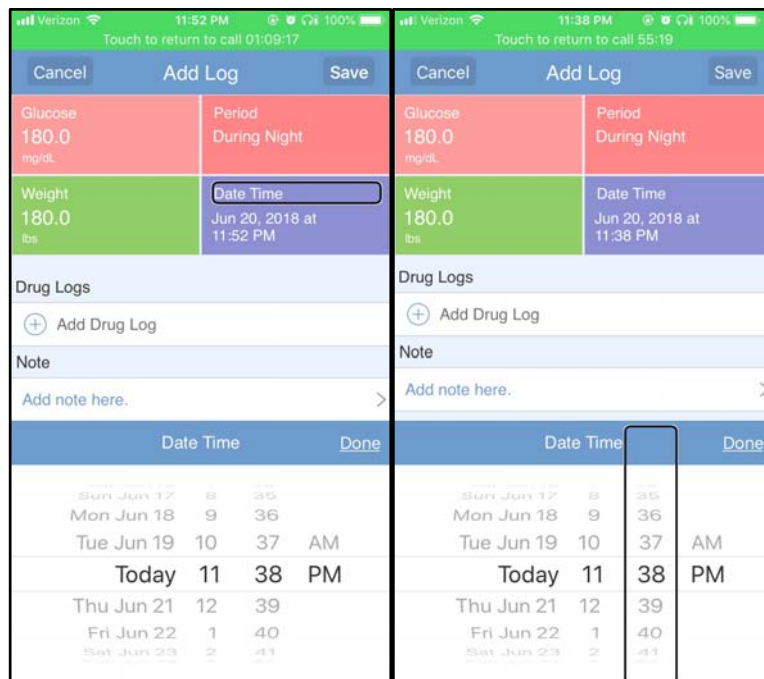 Verizon 11:52 PM 100%
Touch to return to call 01:09:17
Cancel Add Log Save
Glucose Period
180.0 During Night
mg/dL
Weight Date Time
180.0 Jun 20, 2018 at
lbs 11:52 PM
Drug Logs
Add Drug Log
Note
Add note here.
Date Time Done
Sun Jun 17 8 35
Mon Jun 18 9 36
Tue Jun 19 10 37 AM
Today 11 38 PM
Thu Jun 21 12 39
Fri Jun 22 1 40
Sat Jun 23 2 41
Verizon 11:38 PM 100%
Touch to return to call 55:19
Cancel Add Log Save
Glucose Period
180.0 During Night
mg/dL
Weight Date Time
180.0 Jun 20, 2018 at
lbs 11:38 PM
Drug Logs
Add Drug Log
Note
Add note here.
Date Time Done
Sun Jun 17 8 35
Mon Jun 18 9 36
Tue Jun 19 10 37 AM
Today 11 38 PM
Thu Jun 21 12 39
Fri Jun 22 1 40
Sat Jun 23 2 41